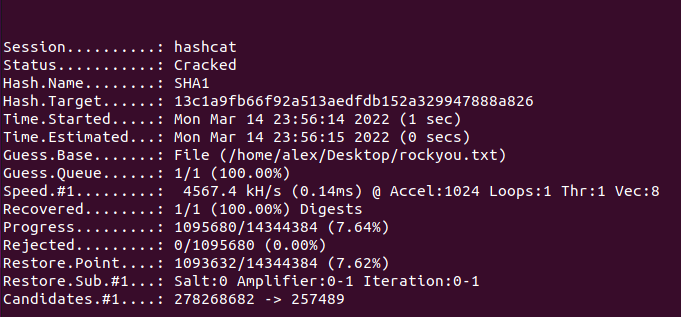 Session..........: hashcat
Status...........: Cracked
Hash.Name........: SHA1
Hash.Target......: 13c1a9fb66f92a513aedfdb152a329947888a826
Time.Started.....: Mon Mar 14 23:56:14 2022 (1 sec)
Time.Estimated...: Mon Mar 14 23:56:15 2022 (0 secs)
Guess.Base.......: File (/home/alex/Desktop/rockyou.txt)
Guess.Queue......: 1/1 (100.00%)
Speed.#1.........:  4567.4 kH/s (0.14ms) @ Accel:1024 Loops:1 Thr:1 Vec:8
Recovered........: 1/1 (100.00%) Digests
Progress.........: 1095680/14344384 (7.64%)
Rejected.........: 0/1095680 (0.00%)
Restore.Point....: 1093632/14344384 (7.62%)
Restore.Sub.#1...: Salt:0 Amplifier:0-1 Iteration:0-1
Candidates.#1....: 278268682 -> 257489